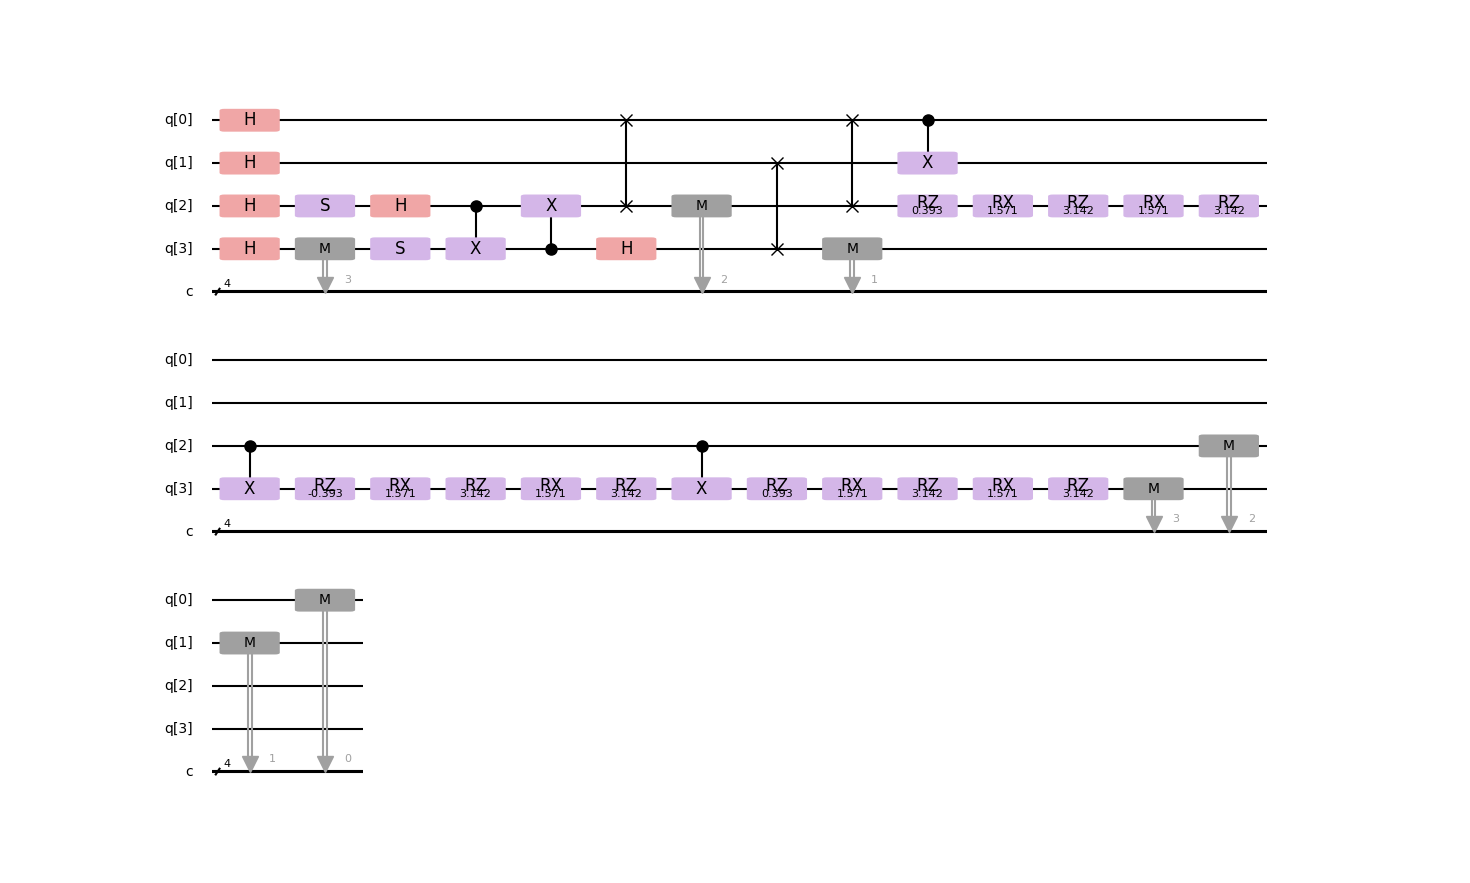 q[0] H
q[1] H X
q[2] H S H X M RZ RX RZ RX RZ
0.393 1.571 3.142 1.571 3.142
q[3] H M S X H M
3 2 1
c 4
q[0]
q[1]
q[2] M
q[3] X RZ RX RZ RX RZ X RZ RX RZ RX RZ M
-0.393 1.571 3.142 1.571 3.142 0.393 1.571 3.142 1.571 3.142
3 2
c 4
q[0] M
q[1] M
q[2]
q[3]
1 0
c 4